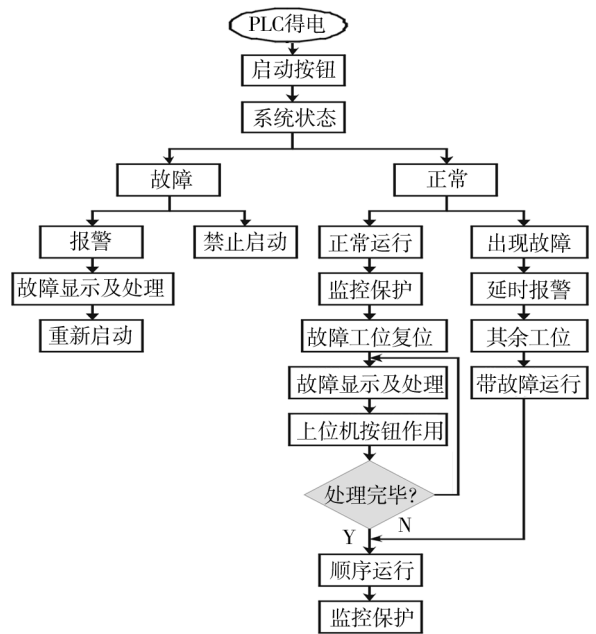 PLC得电
启动按钮
系统状态
故障
正常
报警
禁止启动
正常运行
出现故障
故障显示及处理
监控保护
延时报警
重新启动
故障工位复位
其余工位
故障显示及处理
带故障运行
上位机按钮作用
处理完毕?
N
Y
顺序运行
监控保护